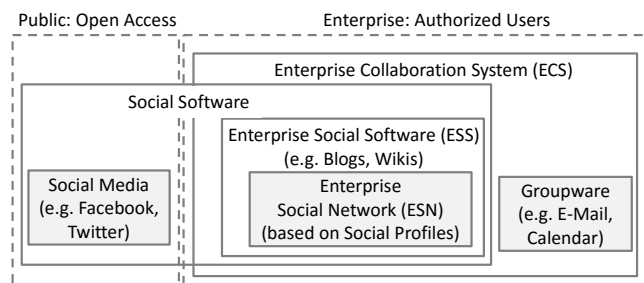 Public: Open Access
Enterprise: Authorized Users
Enterprise Collaboration System (ECS)
Social Software
Enterprise Social Software (ESS)
(e.g. Blogs, Wikis)
Social Media
(e.g. Facebook,
Twitter)
Enterprise
Social Network (ESN)
(based on Social Profiles)
Groupware
(e.g. E-Mail,
Calendar)